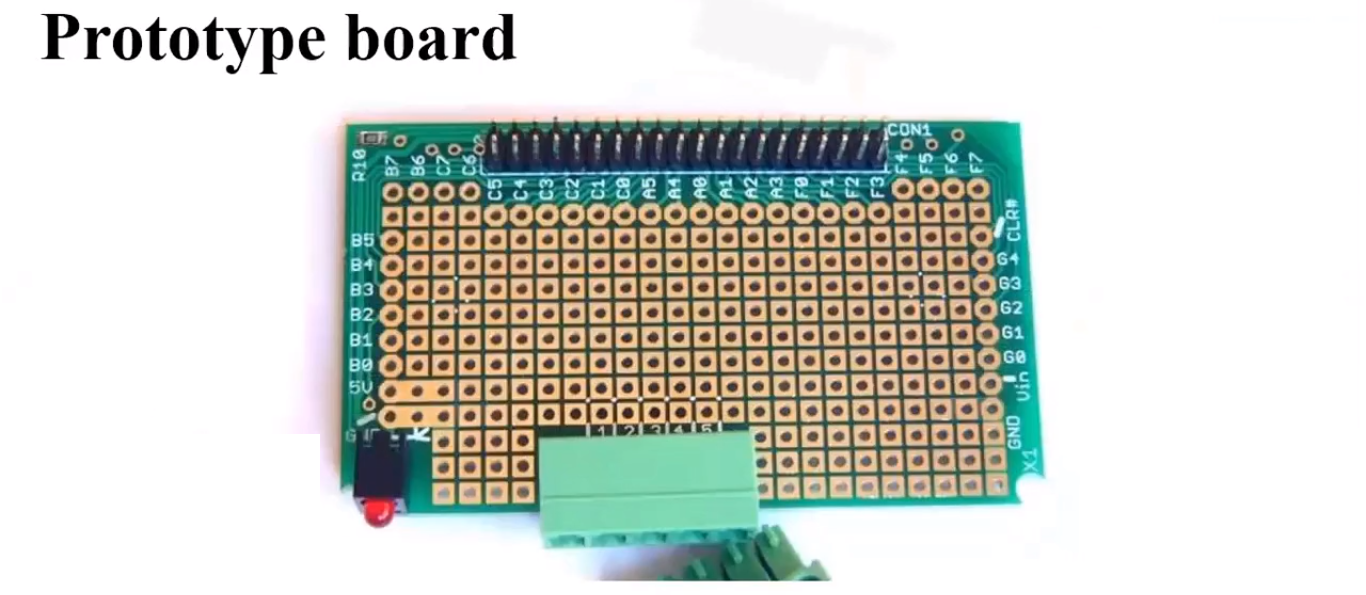 Prototype board
CON1
R10
B7 B6 C7 C6 C5 C4 C3 C2 C1 C0 A5 A4 A0 A1 A2 A3 F0 F1 F2 F3 F4 F5 F6 F7
CLR#
B5 G4
B4 G3
B3 G2
B2 G1
B1 G0
B0 Vin
5V
GND
K
1 2 3 4 5
X1